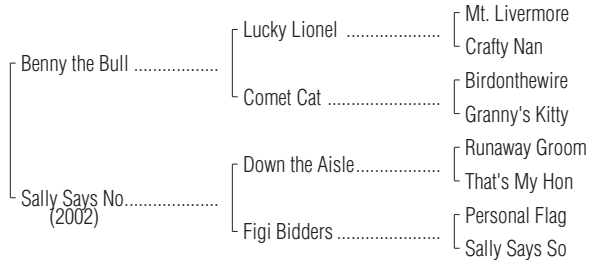 Mt. Livermore
Lucky Lionel ..................
Crafty Nan
Benny the Bull ................
Birdonthewire
Comet Cat ......................
Granny's Kitty
Runaway Groom
Down the Aisle................
That's My Hon
Sally Says No..................
(2002)
Personal Flag
Figi Bidders ....................
Sally Says So